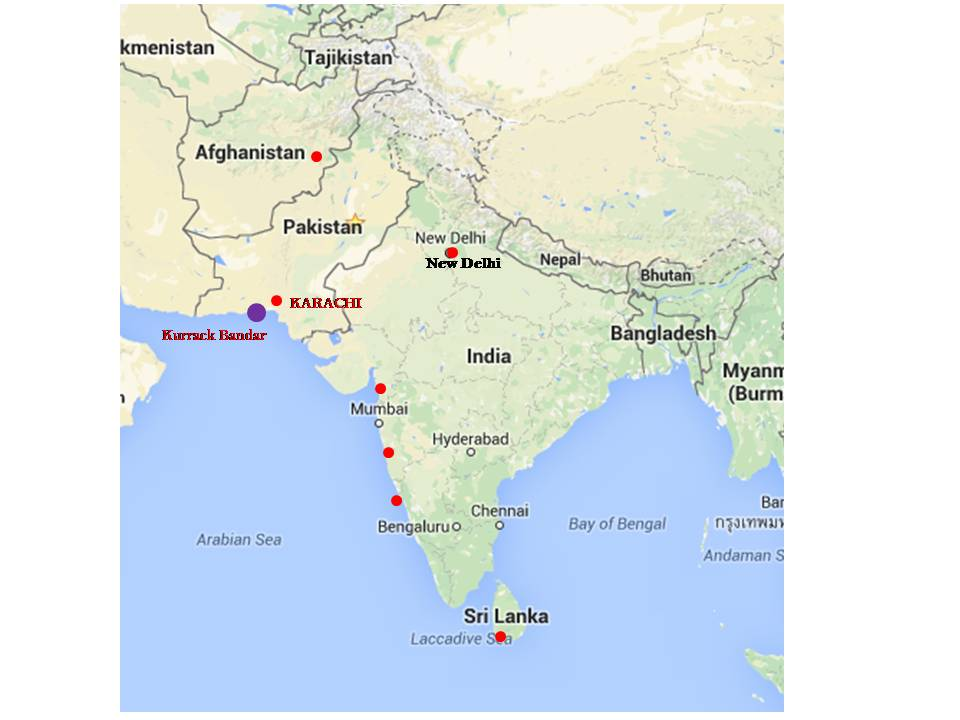 kmenistan
Tajikistan
Afghanistan
Pakistan
New Delhi
New Delhi
Nepal
Bhutan
KARACHI
Kurrack Bandar
Bangladesh
India
Myanm
(Burm
n
Mumbai
Hyderabad
Chennai
Bengaluru
Bay of Bengal
Ban
กรุงเทพมห
Arabian Sea
Andaman S
Sri Lanka
Laccadive Sea